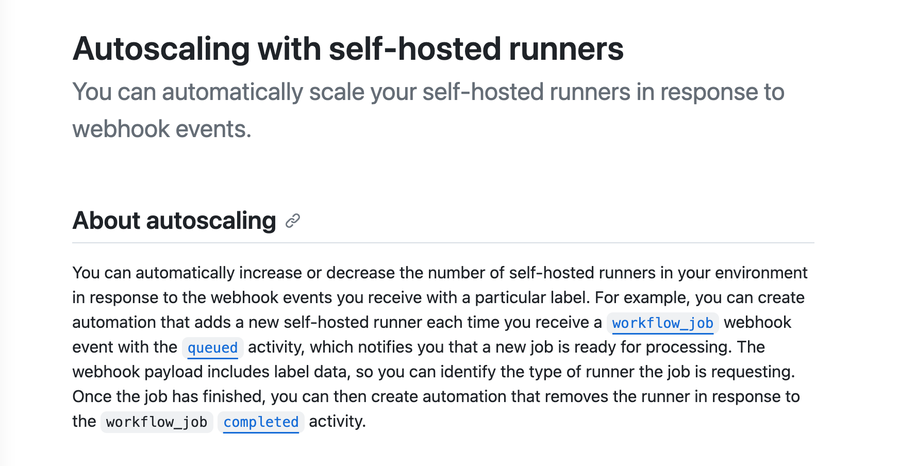 Autoscaling with self-hosted runners
You can automatically scale your self-hosted runners in response to
webhook events.
About autoscaling
You can automatically increase or decrease the number of self-hosted runners in your environment
in response to the webhook events you receive with a particular label. For example, you can create
automation that adds a new self-hosted runner each time you receive a workflow_job webhook
event with the queued activity, which notifies you that a new job is ready for processing. The
webhook payload includes label data, so you can identify the type of runner the job is requesting.
Once the job has finished, you can then create automation that removes the runner in response to
the workflow_job completed activity.